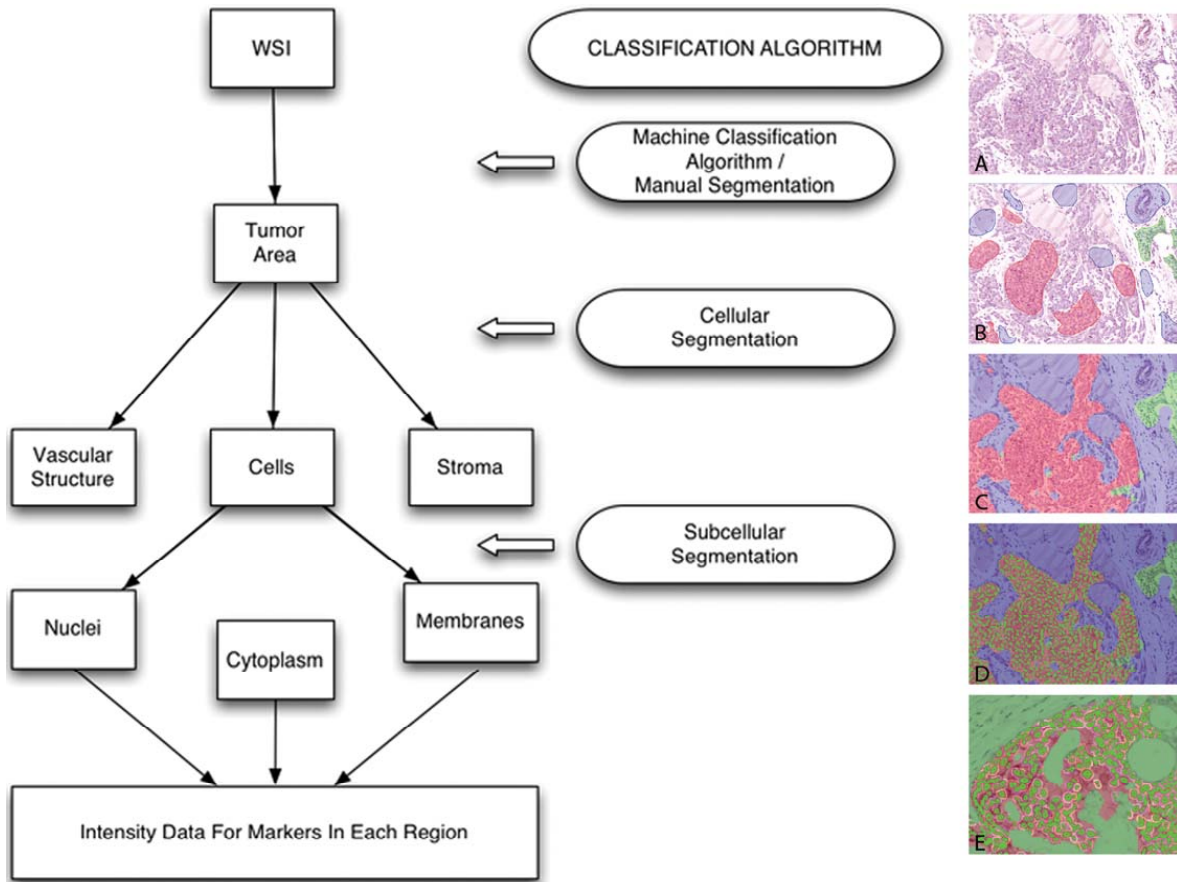 WSI
CLASSIFICATION ALGORITHM
Machine Classification
Algorithm /
Manual Segmentation
Tumor
Area
Cellular
Segmentation
Vascular
Structure
Cells
Stroma
Subcellular
Segmentation
Nuclei
Cytoplasm
Membranes
Intensity Data For Markers In Each Region
A
B
C
D
E